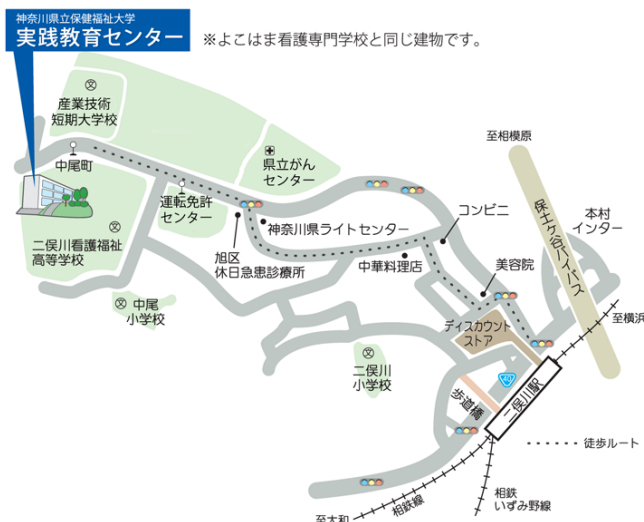 神奈川県立保健福祉大学
実践教育センター
※よこはま看護専門学校と同じ建物です。
産業技術
短期大学校
中尾町
県立がん
センター
至相模原
運転免許
センター
コンビニ
本村
インター
神奈川県ライトセンター
保土ヶ谷バイパス
二俣川看護福祉
高等学校
旭区
休日急患診療所
中華料理店
美容院
中尾
小学校
至横浜
ディスカウント
ストア
二俣川
小学校
歩道橋
二俣川駅
徒歩ルート
相鉄線
相鉄
いずみ野線
至大和